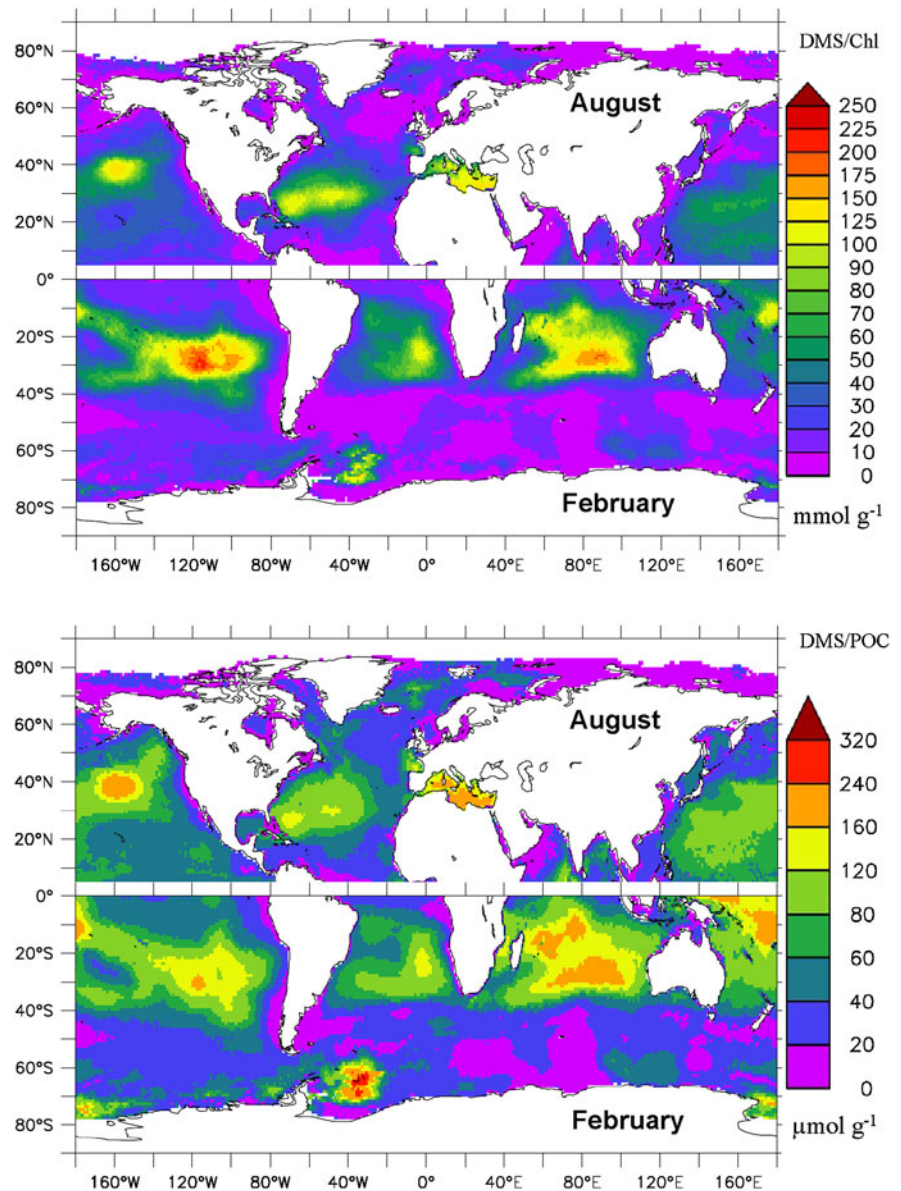 DMS/Chl
80°N
60°N
40°N
20°N
0°
20°S
40°S
60°S
80°S
August
February
160°W 120°W 80°W 40°W 0° 40°E 80°E 120°E 160°E
250
225
200
175
150
125
100
90
80
70
60
50
40
30
20
10
0
mmol g-1
DMS/POC
80°N
60°N
40°N
20°N
0°
20°S
40°S
60°S
80°S
August
February
160°W 120°W 80°W 40°W 0° 40°E 80°E 120°E 160°E
320
240
160
120
80
60
40
20
0
μmol g-1